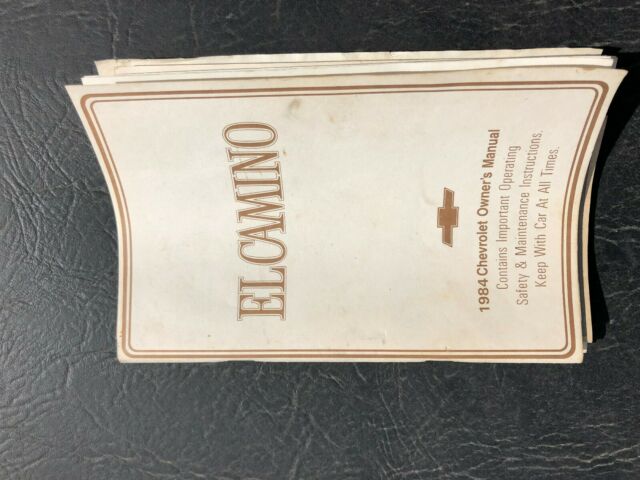 EL CAMINO
1984 Chevrolet Owner's Manual
Contains Important Operating
Safety & Maintenance Instructions.
Keep With Car At All Times.